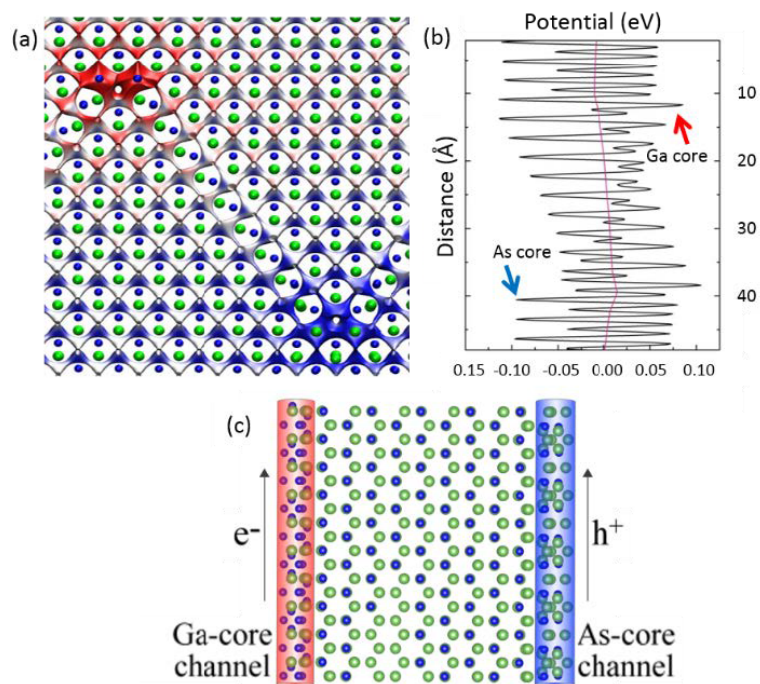 (a)
(b)
Potential (eV)
Distance (Å)
10
20
30
40
Ga core
As core
0.15 -0.10 -0.05 0.00 0.05 0.10
(c)
e-
h+
Ga-core
channel
As-core
channel